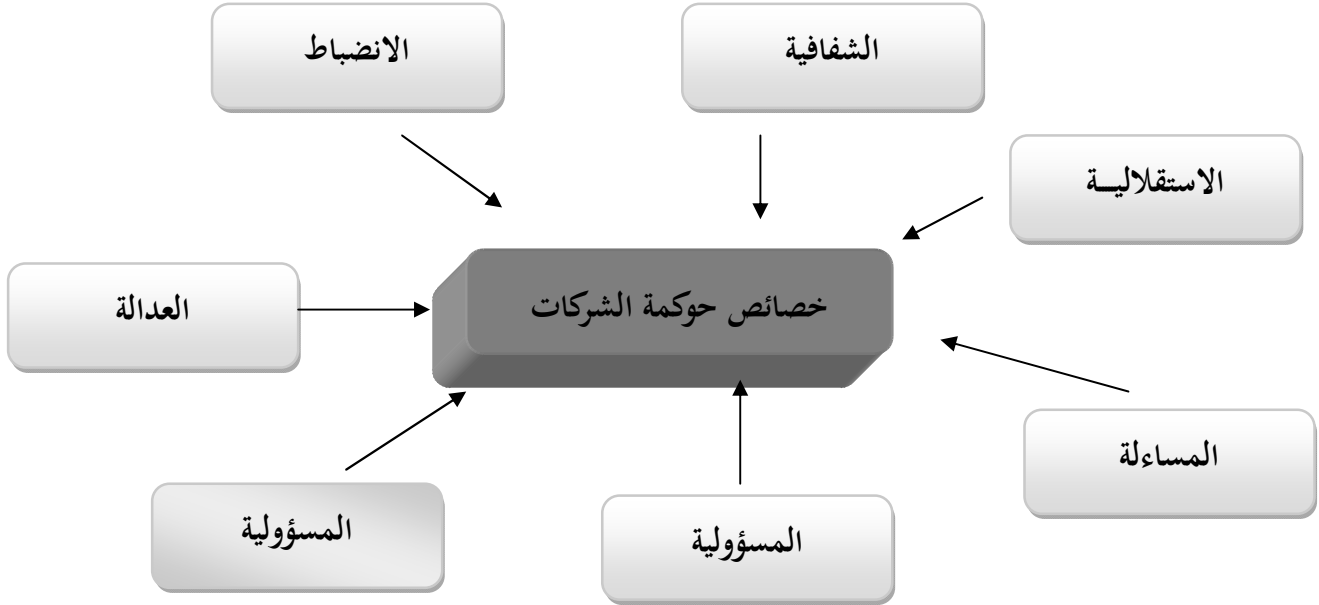 الشفافية
الانضباط
الاستقلاليـــة
خصائص حوكمة الشركات
العدالة
المساءلة
المسؤولية
المسؤولية